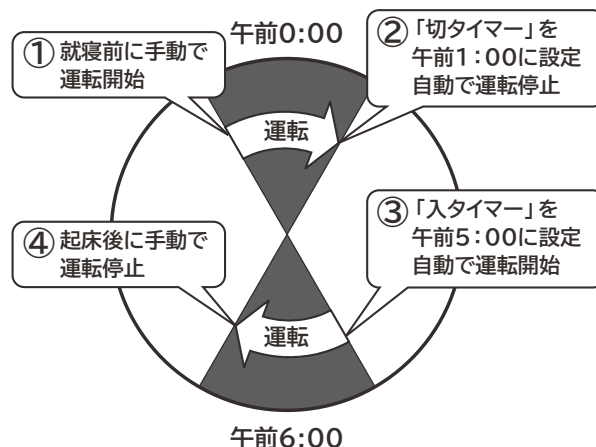 午前0:00
①就寝前に手動で
運転開始
②「切タイマー」を
午前1：00に設定
自動で運転停止
運転
③「入タイマー」を
午前5：00に設定
自動で運転開始
④起床後に手動で
運転停止
運転
午前6:00